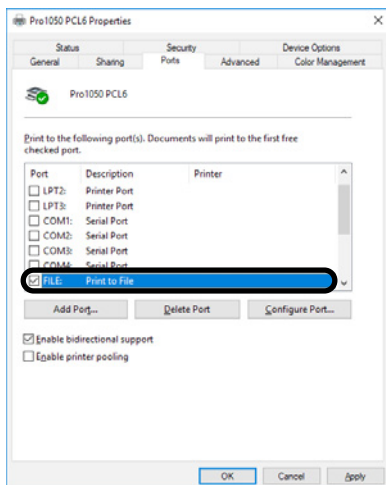 Pro1050 PCL6 Properties
Status Security Device Options
General Sharing Ports Advanced Color Management
Pro1050 PCL6
Print to the following port(s). Documents will print to the first free
checked port.
Port Description Printer
LPT2: Printer Port
LPT3: Printer Port
COM1: Serial Port
COM2: Serial Port
COM3: Serial Port
COM4: Serial Port
FILE: Print to File
Add Port... Delete Port Configure Port...
Enable bidirectional support
Enable printer pooling
OK Cancel Apply